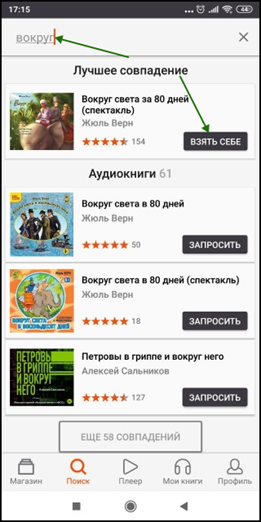 17:15
44
вокруг
Лучшее совпадение
Вокруг света за 80 дней
(спектакль)
Жюль Верн
154
ВЗЯТЬ СЕБЕ
Аудиокниги 61
Вокруг света в 80 дней
Жюль Верн
50
ЗАПРОСИТЬ
Вокруг света в 80 дней (спектакль)
Жюль Верн
18
ЗАПРОСИТЬ
ПЕТРОВЫ
В ГРИППЕ
И ВОКРУГ
НЕГО
Петровы в гриппе и вокруг него
Алексей Сальников
127
ЗАПРОСИТЬ
ЕЩЕ 58 СОВПАДЕНИЙ
Магазин Поиск Плеер Мои книги Профиль